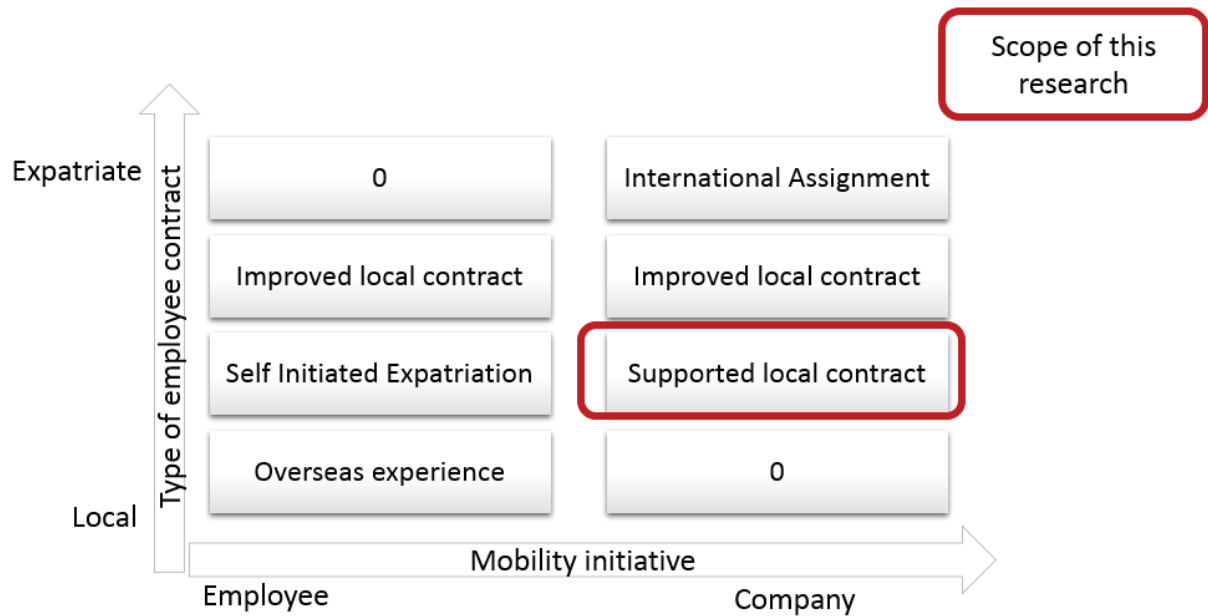 Scope of this
research
Expatriate
Type of employee contract
0
International Assignment
Improved local contract
Improved local contract
Self Initiated Expatriation
Supported local contract
Overseas experience
0
Local
Mobility initiative
Employee
Company